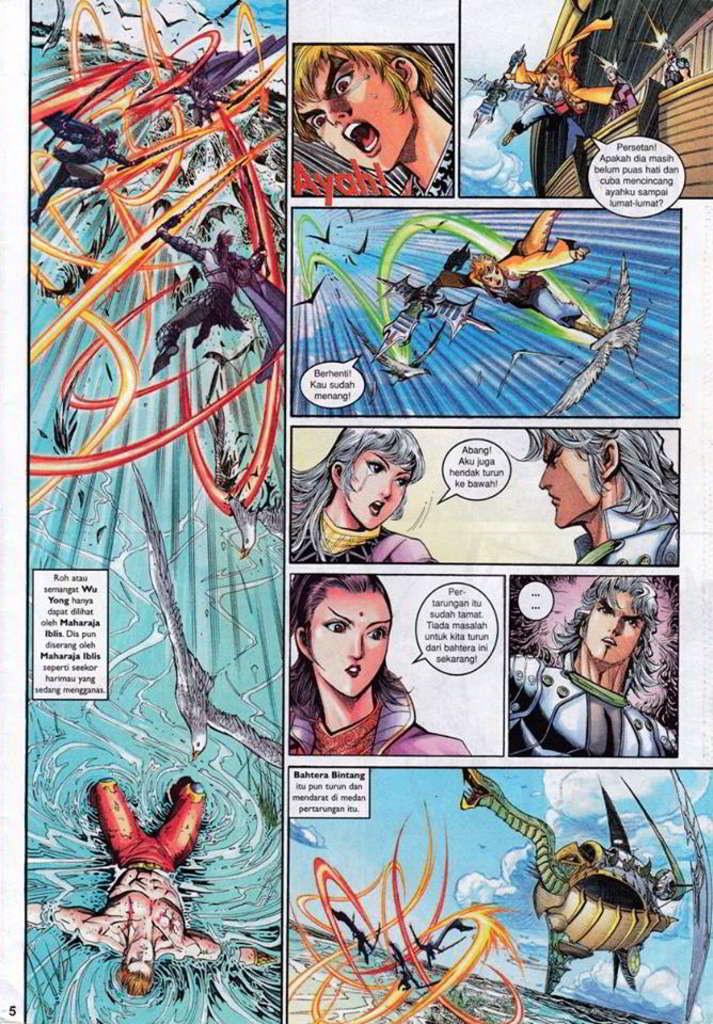 Roh atau
semangat Wu
Yong hanya
dapat dilihat
oleh Maharaja
Iblis. Dia pun
diserang oleh
Maharaja Iblis
seperti seekor
harimau yang
sedang mengganas.
Ayah!
Persetan!
Apakah dia masih
belum puas hati dan
cuba mencincang
ayahku sampai
lumat-lumat?
Berhenti!
Kau sudah
menang!
Abang!
Aku juga
hendak turun
ke bawah!
Per-
tarungan itu
sudah tamat.
Tiada masalah
untuk kita turun
dari bahtera ini
sekarang!
...
...
Bahtera Bintang
itu pun turun dan
mendarat di medan
pertarungan itu.
5